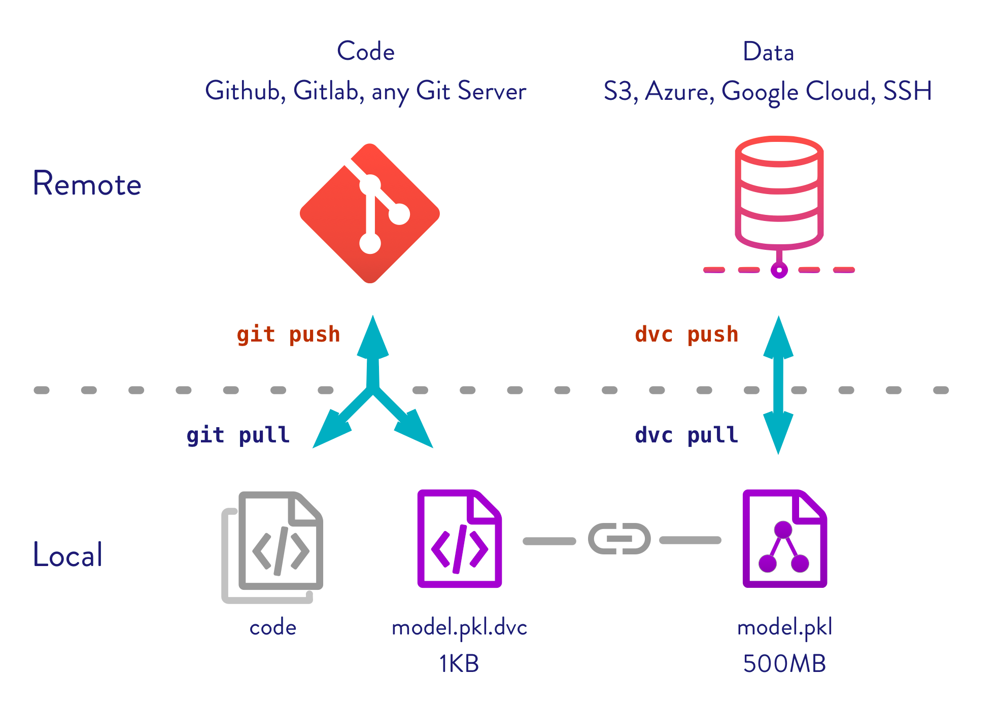 Code
Github, Gitlab, any Git Server
Data
S3, Azure, Google Cloud, SSH
Remote
git push
dvc push
git pull
dvc pull
Local
code
model.pkl.dvc
1KB
model.pkl
500MB